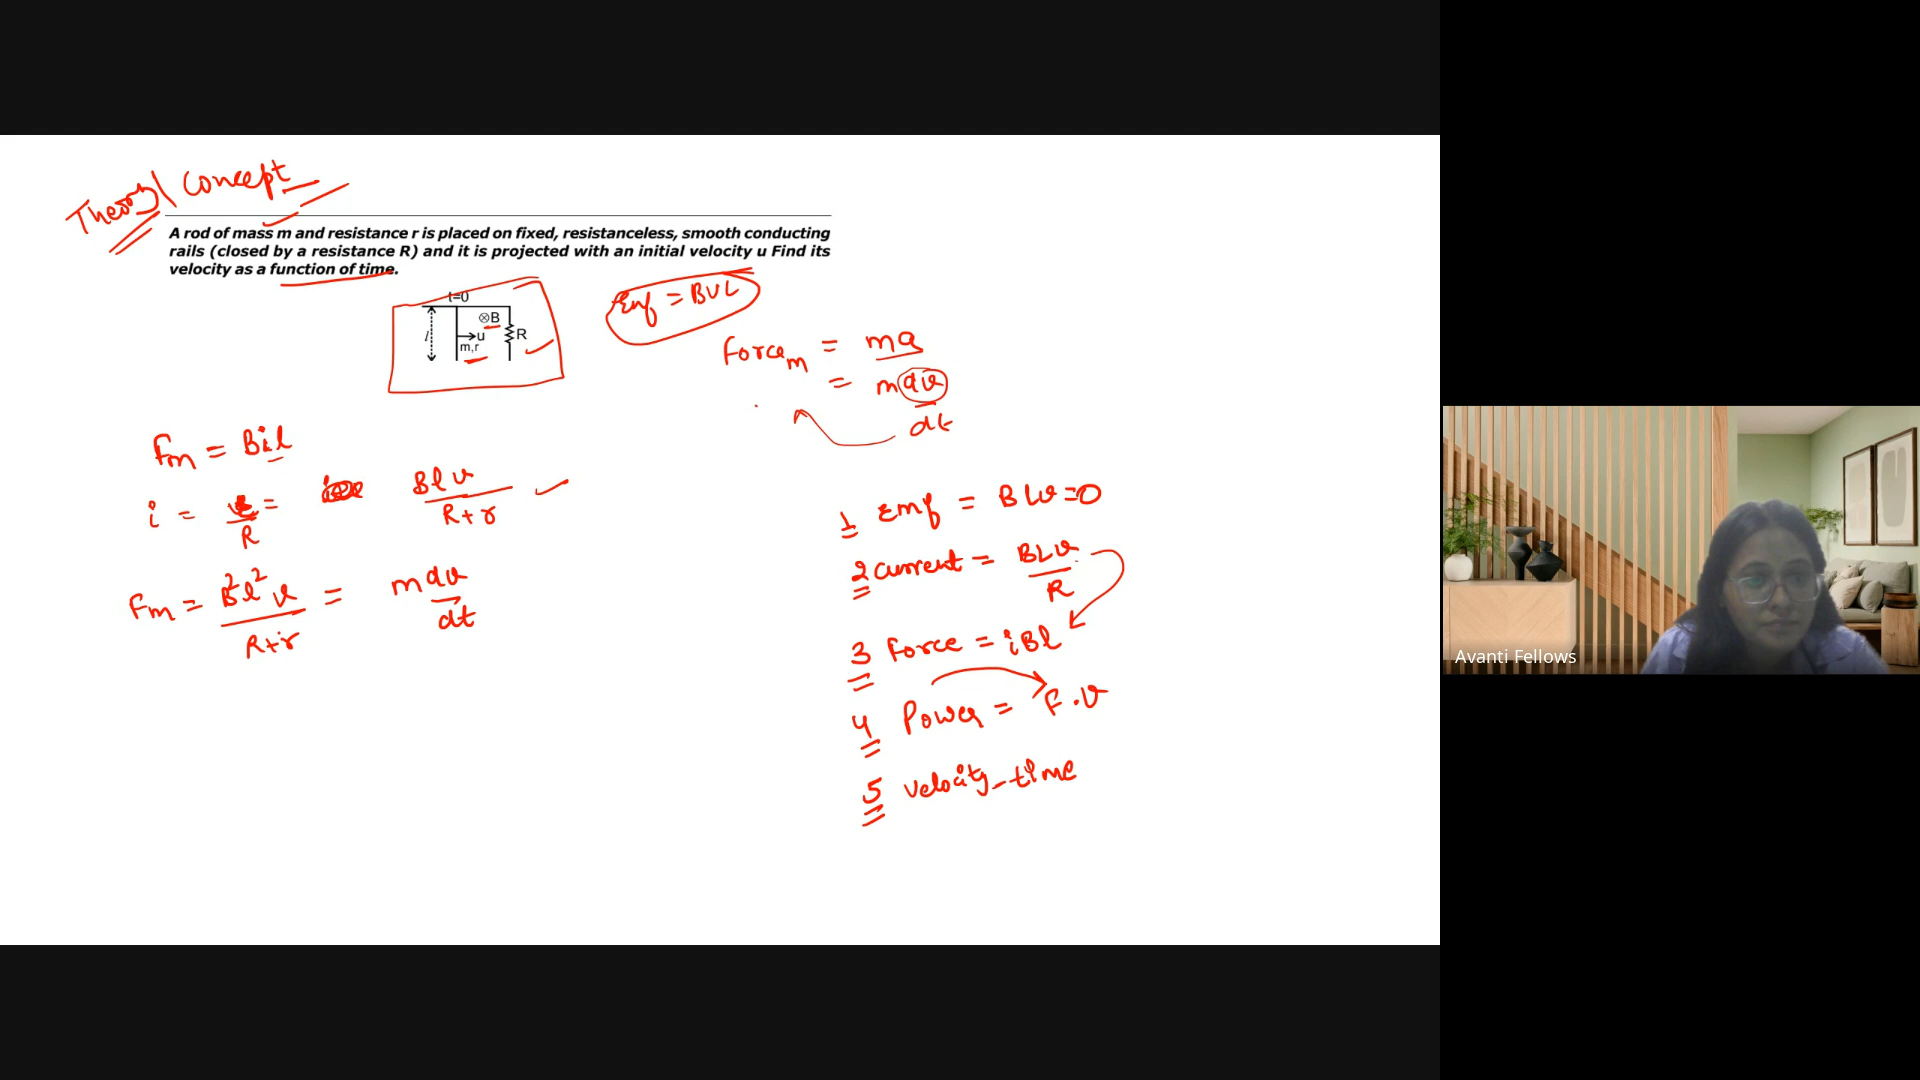 Theory| Concept
A rod of mass m and resistance r is placed on fixed, resistanceless, smooth conducting
rails (closed by a resistance R) and it is projected with an initial velocity u Find its
velocity as a function of time.
t=0
⊗B
l
u
R
m,r
Emf = BVL
Force m = ma
= m dv
dt
Fm = Bil
i = = Blv
R
R+r
Fm = B²l²v = m dv
R+r
dt
1 Emf = BLv=0
2 current = BLv
R
3 Force = iBl
4 Power = F.v
5 velocity-time
Avanti Fellows